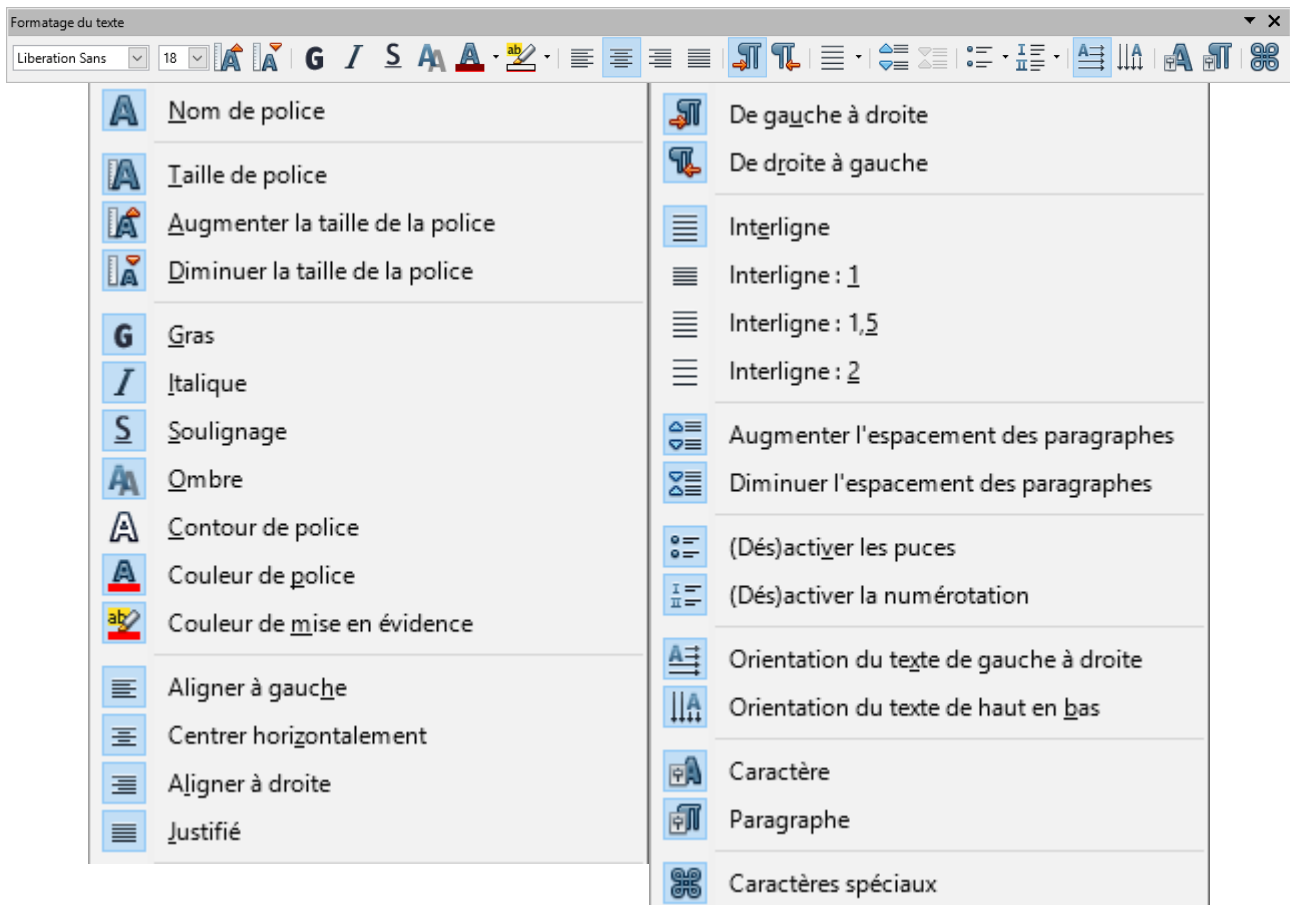 Formatage du texte
Liberation Sans 18 G I S
Nom de police
Taille de police
Augmenter la taille de la police
Diminuer la taille de la police
Gras
Italique
Soulignage
Ombre
Contour de police
Couleur de police
Couleur de mise en évidence
Aligner à gauche
Centrer horizontalement
Aligner à droite
Justifié
De gauche à droite
De droite à gauche
Interligne
Interligne : 1
Interligne : 1,5
Interligne : 2
Augmenter l'espacement des paragraphes
Diminuer l'espacement des paragraphes
(Dés)activer les puces
(Dés)activer la numérotation
Orientation du texte de gauche à droite
Orientation du texte de haut en bas
Caractère
Paragraphe
Caractères spéciaux